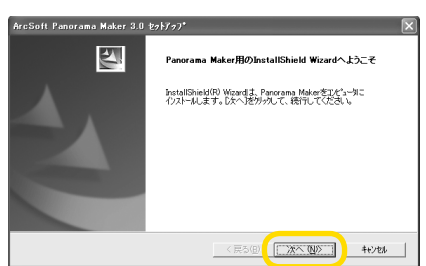 ArcSoft Panorama Maker 3.0 ｾｯﾄｱｯﾌﾟ
Panorama Maker用のInstallShield Wizardへようこそ
InstallShield(R) Wizardは、Panorama Makerをｺﾝﾋﾟｭｰﾀに
ｲﾝｽﾄｰﾙします。[次へ]をｸﾘｯｸして、続行してください。
< 戻る(B)
次へ(N)>
ｷｬﾝｾﾙ